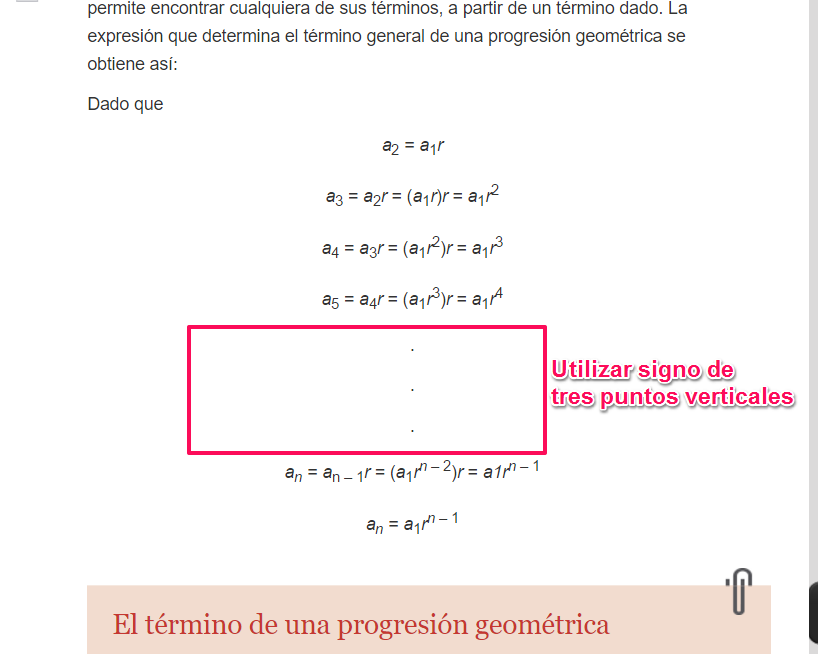 permite encontrar cualquiera de sus términos, a partir de un término dado. La
expresión que determina el término general de una progresión geométrica se
obtiene así:
Dado que
a₂ = a₁r
a₃ = a₂r = (a₁r)r = a₁r²
a₄ = a₃r = (a₁r²)r = a₁r³
a₅ = a₄r = (a₁r³)r = a₁r⁴
.
.
.
Utilizar signo de
tres puntos verticales
aₙ = aₙ ₋ ₁r = (a₁rⁿ ⁻ ²)r = a1rⁿ ⁻ ¹
aₙ = a₁rⁿ ⁻ ¹
El término de una progresión geométrica